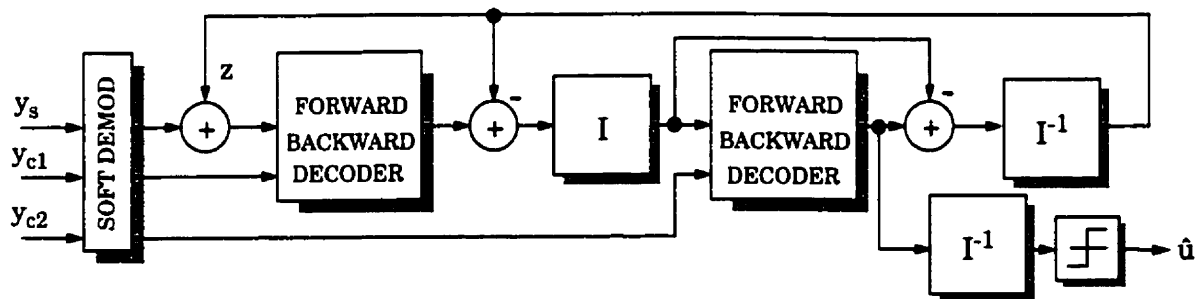 z
y_s
y_c1
y_c2
SOFT DEMOD
+
FORWARD
BACKWARD
DECODER
-
+
I
FORWARD
BACKWARD
DECODER
-
+
I⁻¹
I⁻¹
û